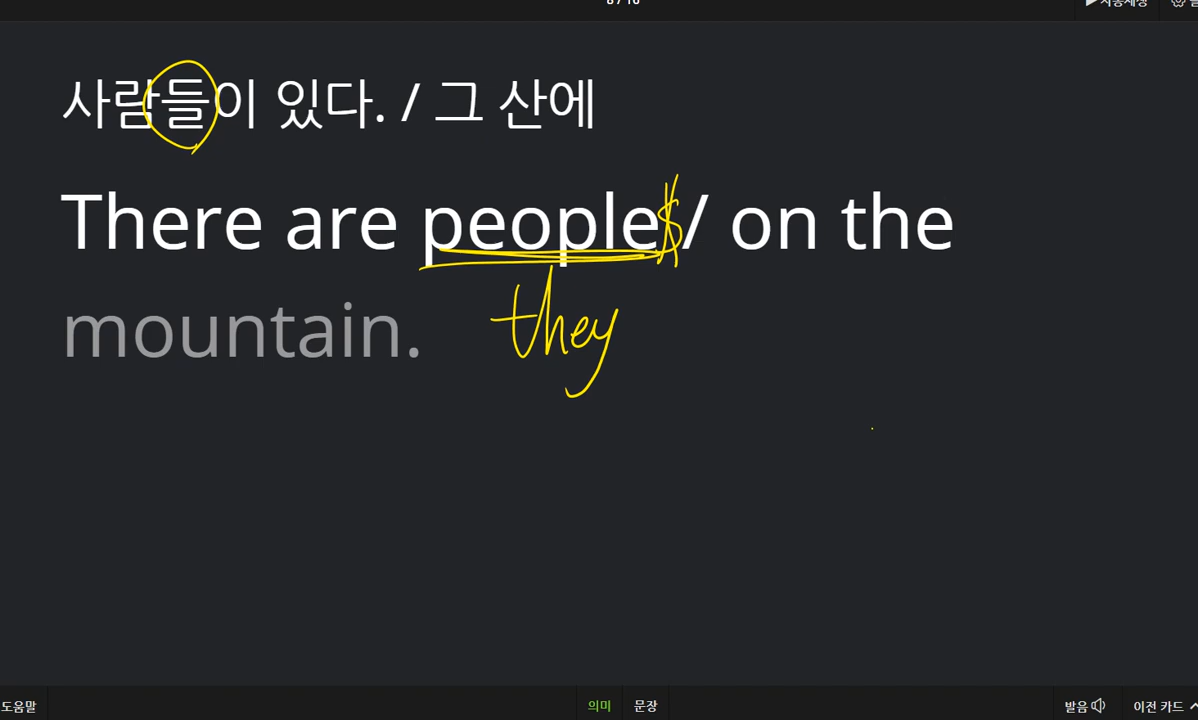 사람들이 있다. / 그 산에
There are people / on the
mountain.
they
도움말
의미
문장
발음
이전 카드